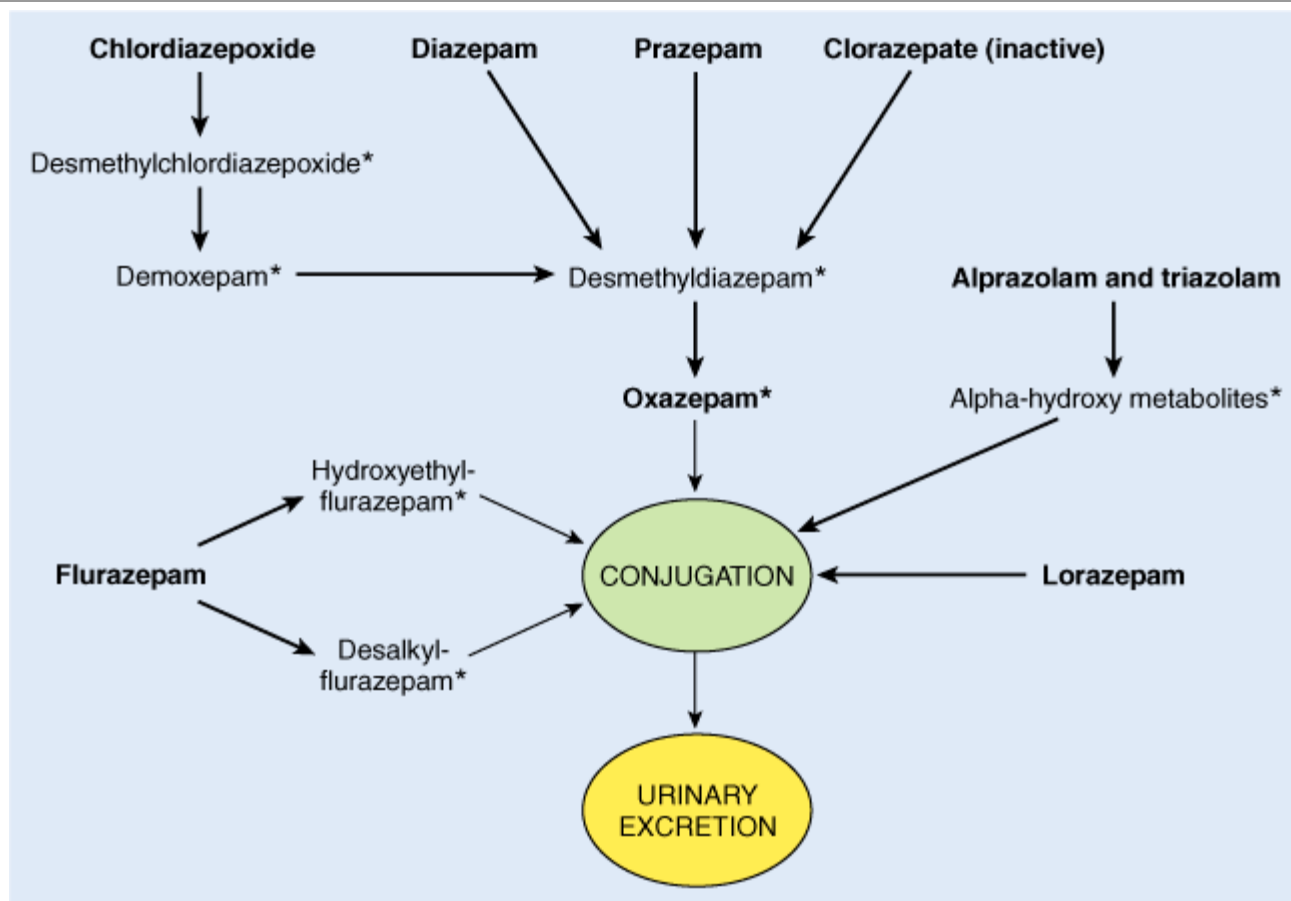 Chlordiazepoxide
Diazepam
Prazepam
Clorazepate (inactive)
Desmethylchlordiazepoxide*
Demoxepam*
Desmethyldiazepam*
Alprazolam and triazolam
Oxazepam*
Alpha-hydroxy metabolites*
Hydroxyethyl-
flurazepam*
Flurazepam
CONJUGATION
Lorazepam
Desalkyl-
flurazepam*
URINARY
EXCRETION